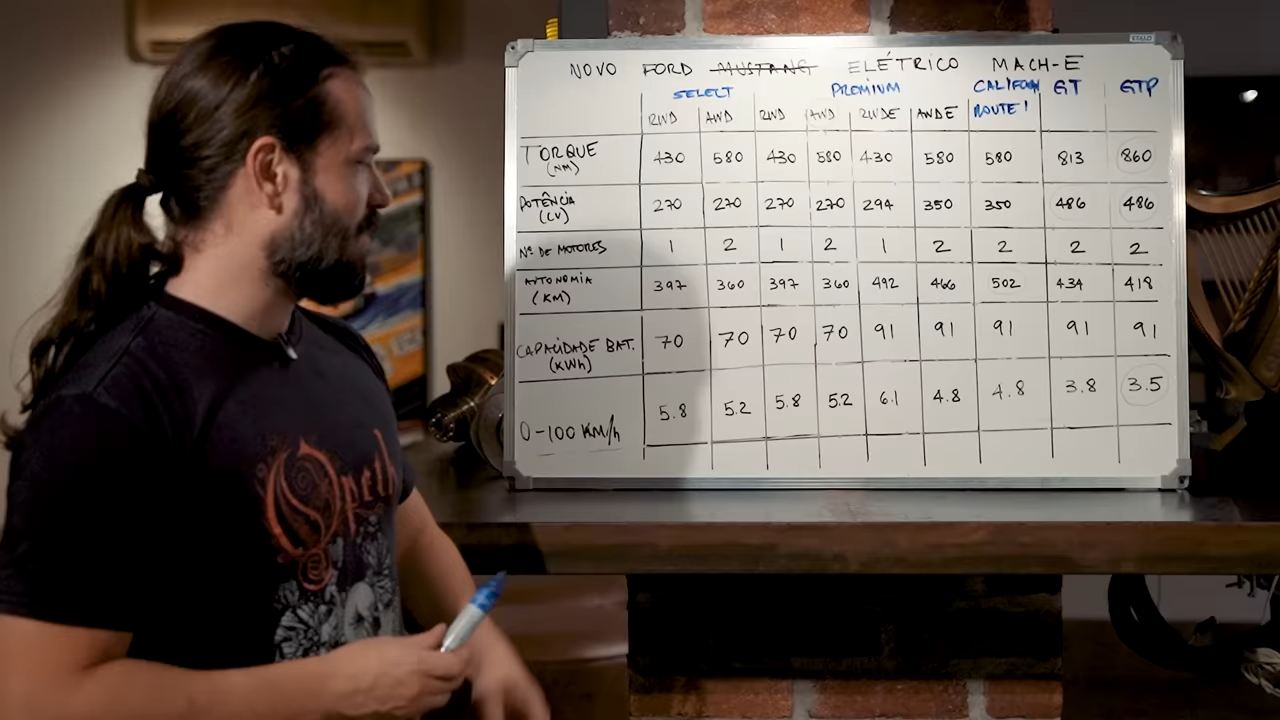 NOVO FORD MUSTANG ELÉTRICO MACH-E
SELECT PROMIUM CALIFORN GT GTP
RWD AWD RWD AWD RWDE AWDE ROUTE 1
TORQUE (NM) 430 580 430 580 430 580 580 813 860
POTÊNCIA (CV) 270 270 270 270 294 350 350 486 486
Nº DE MOTORES 1 2 1 2 1 2 2 2 2
AUTONOMIA (KM) 397 360 397 360 492 466 502 434 418
CAPACIDADE BAT. (KWh) 70 70 70 70 91 91 91 91 91
0-100 KM/h 5.8 5.2 5.8 5.2 6.1 4.8 4.8 3.8 3.5
Opeth